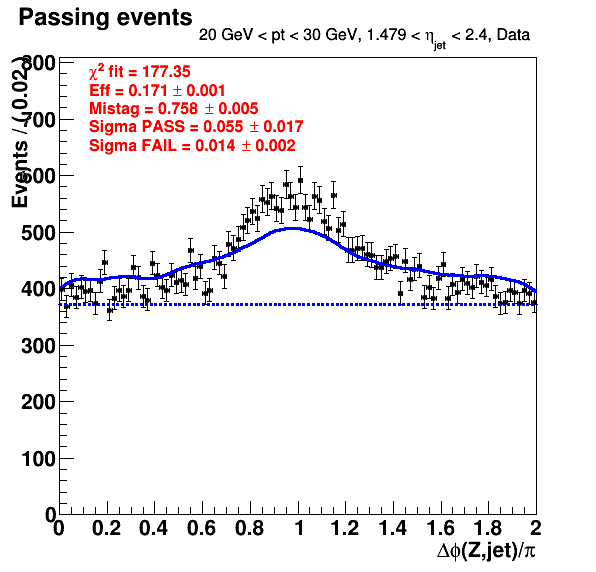 Passing events
20 GeV < pt < 30 GeV, 1.479 < η_jet < 2.4, Data
χ² fit = 177.35
Eff = 0.171 ± 0.001
Mistag = 0.758 ± 0.005
Sigma PASS = 0.055 ± 0.017
Sigma FAIL = 0.014 ± 0.002
Events / ( 0.02 )
800
700
600
500
400
300
200
100
0
0 0.2 0.4 0.6 0.8 1 1.2 1.4 1.6 1.8 2
Δϕ(Z,jet)/π